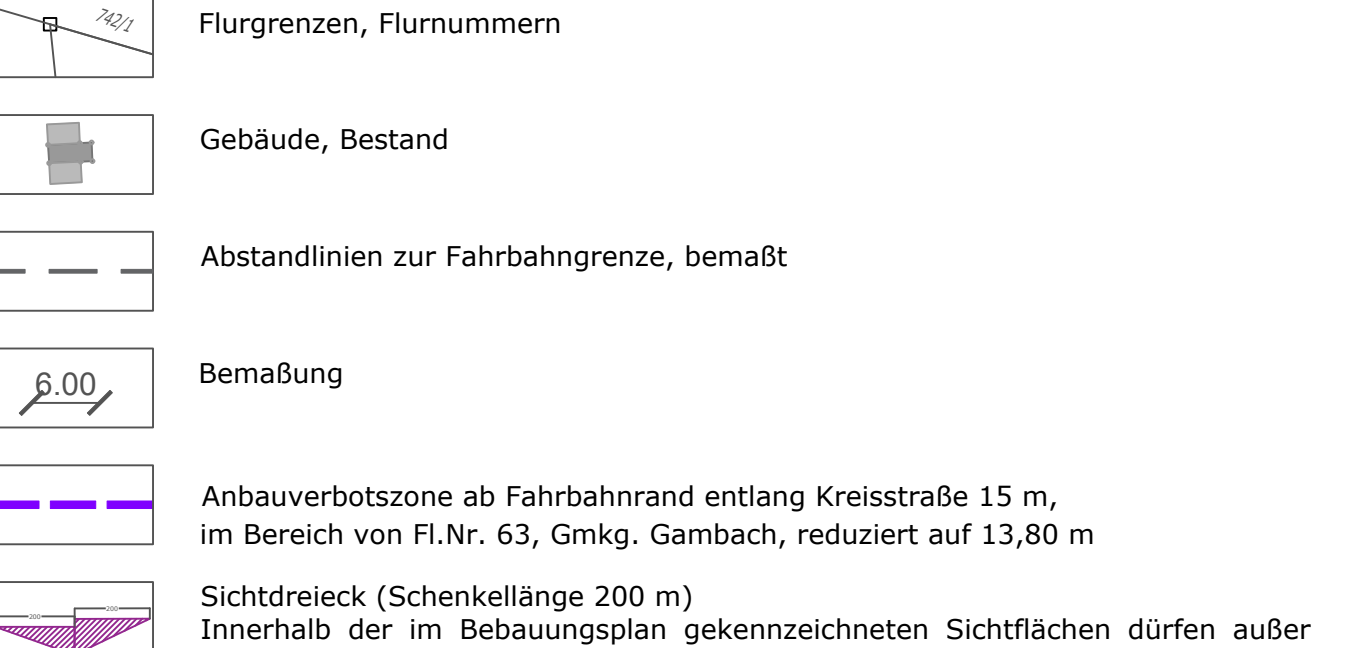 742/1 Flurgrenzen, Flurnummern
Gebäude, Bestand
Abstandlinien zur Fahrbahngrenze, bemaßt
6.00 Bemaßung
Anbauverbotszone ab Fahrbahnrand entlang Kreisstraße 15 m,
im Bereich von Fl.Nr. 63, Gmkg. Gambach, reduziert auf 13,80 m
Sichtdreieck (Schenkellänge 200 m)
200 200
Innerhalb der im Bebauungsplan gekennzeichneten Sichtflächen dürfen außer